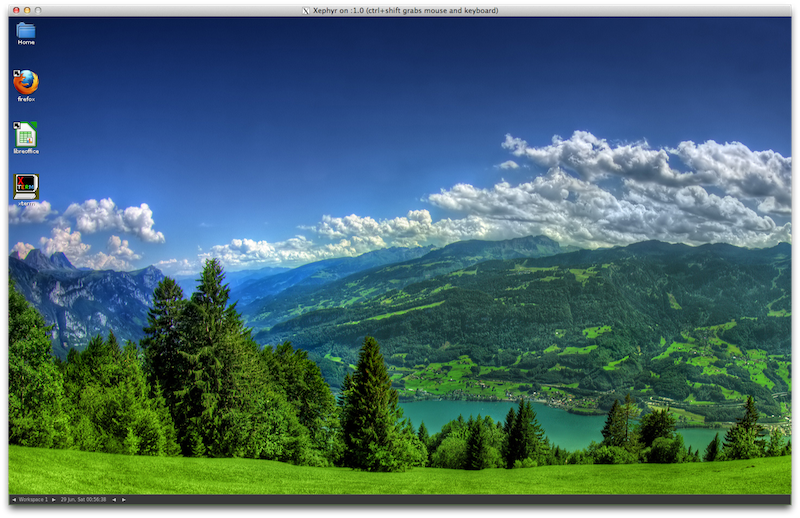 Xephyr on :1.0 (ctrl+shift grabs mouse and keyboard)
Home
firefox
libreoffice
X
TERM
xterm
Workspace 1
29 Jun, Sat 00:56:38